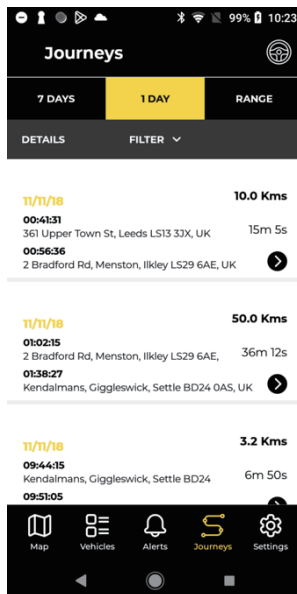 99% 10:23
Journeys
7 DAYS 1 DAY RANGE
DETAILS FILTER
11/11/18 10.0 Kms
00:41:31
361 Upper Town St, Leeds LS13 3JX, UK 15m 5s
00:56:36
2 Bradford Rd, Menston, Ilkley LS29 6AE, UK
11/11/18 50.0 Kms
01:02:15
2 Bradford Rd, Menston, Ilkley LS29 6AE, 36m 12s
01:38:27
Kendalmans, Giggleswick, Settle BD24 0AS, UK
11/11/18 3.2 Kms
09:44:15
Kendalmans, Giggleswick, Settle BD24 6m 50s
09:51:05
Map Vehicles Alerts Journeys Settings